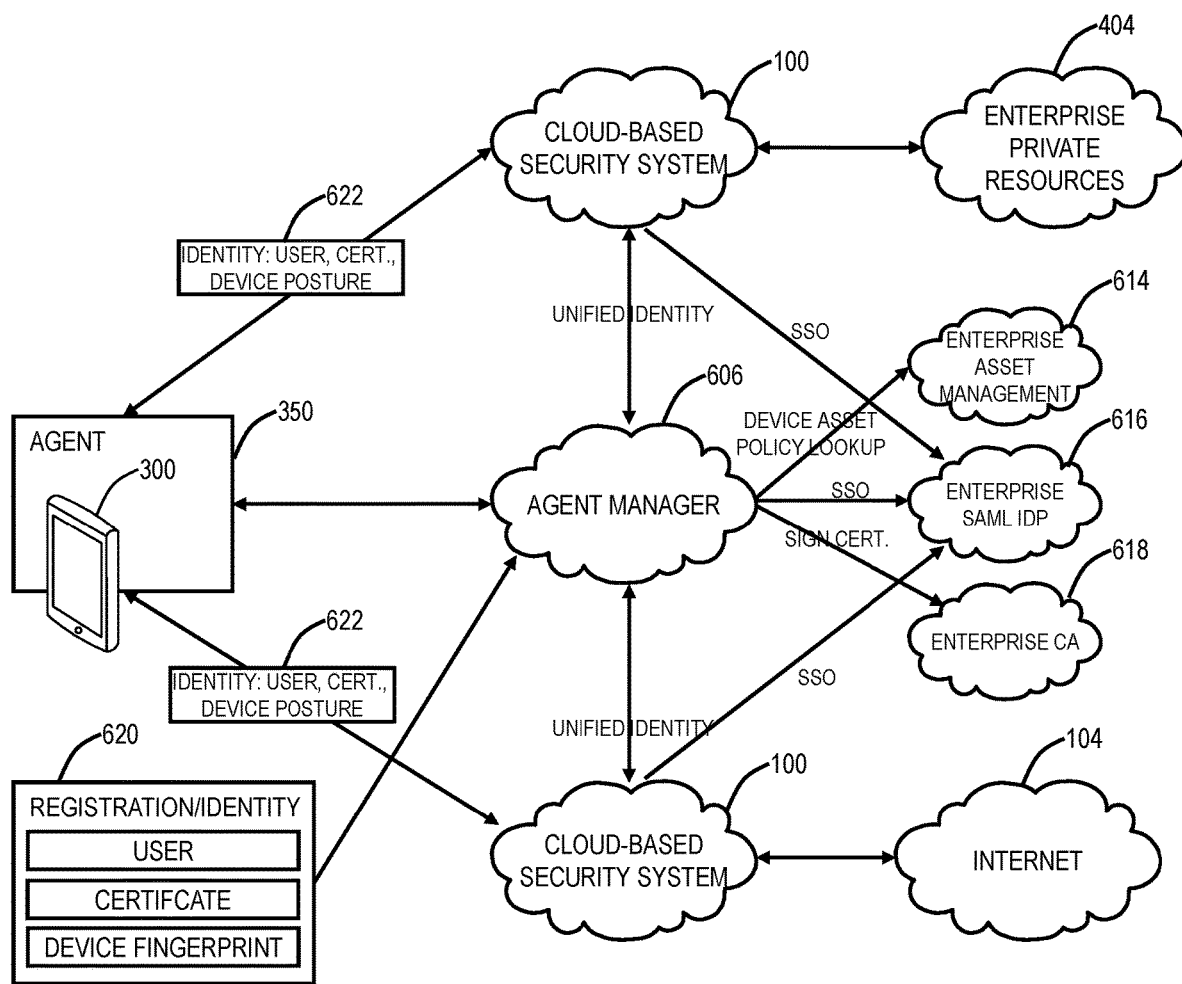 100
404
CLOUD-BASED
SECURITY SYSTEM
ENTERPRISE
PRIVATE
RESOURCES
622
IDENTITY: USER, CERT.,
DEVICE POSTURE
614
UNIFIED IDENTITY
SSO
ENTERPRISE
ASSET
MANAGEMENT
606
350
AGENT
300
DEVICE ASSET
POLICY LOOKUP
616
AGENT MANAGER
SSO
ENTERPRISE
SAML IDP
SIGN CERT.
618
622
ENTERPRISE CA
IDENTITY: USER, CERT.,
DEVICE POSTURE
SSO
UNIFIED IDENTITY
620
100
104
REGISTRATION/IDENTITY
USER
CERTIFCATE
DEVICE FINGERPRINT
CLOUD-BASED
SECURITY SYSTEM
INTERNET